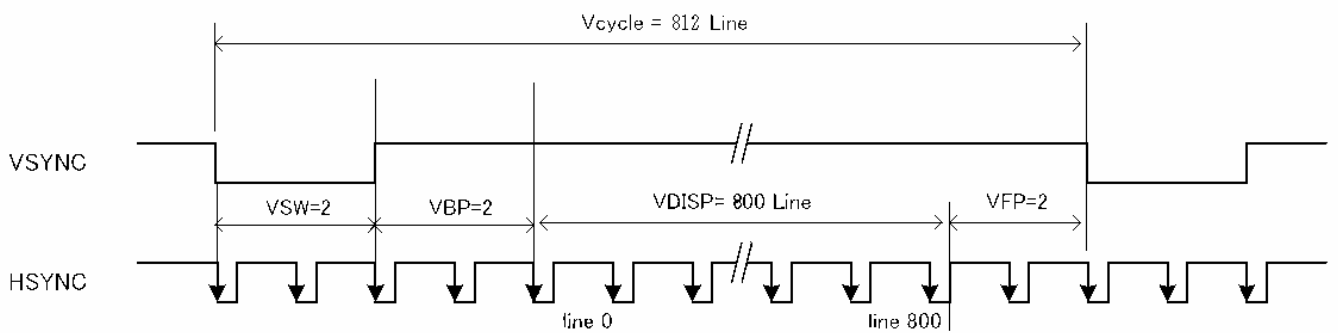 Vcycle = 812 Line
VSYNC
VSW=2
VBP=2
VDISP= 800 Line
VFP=2
HSYNC
line 0
line 800